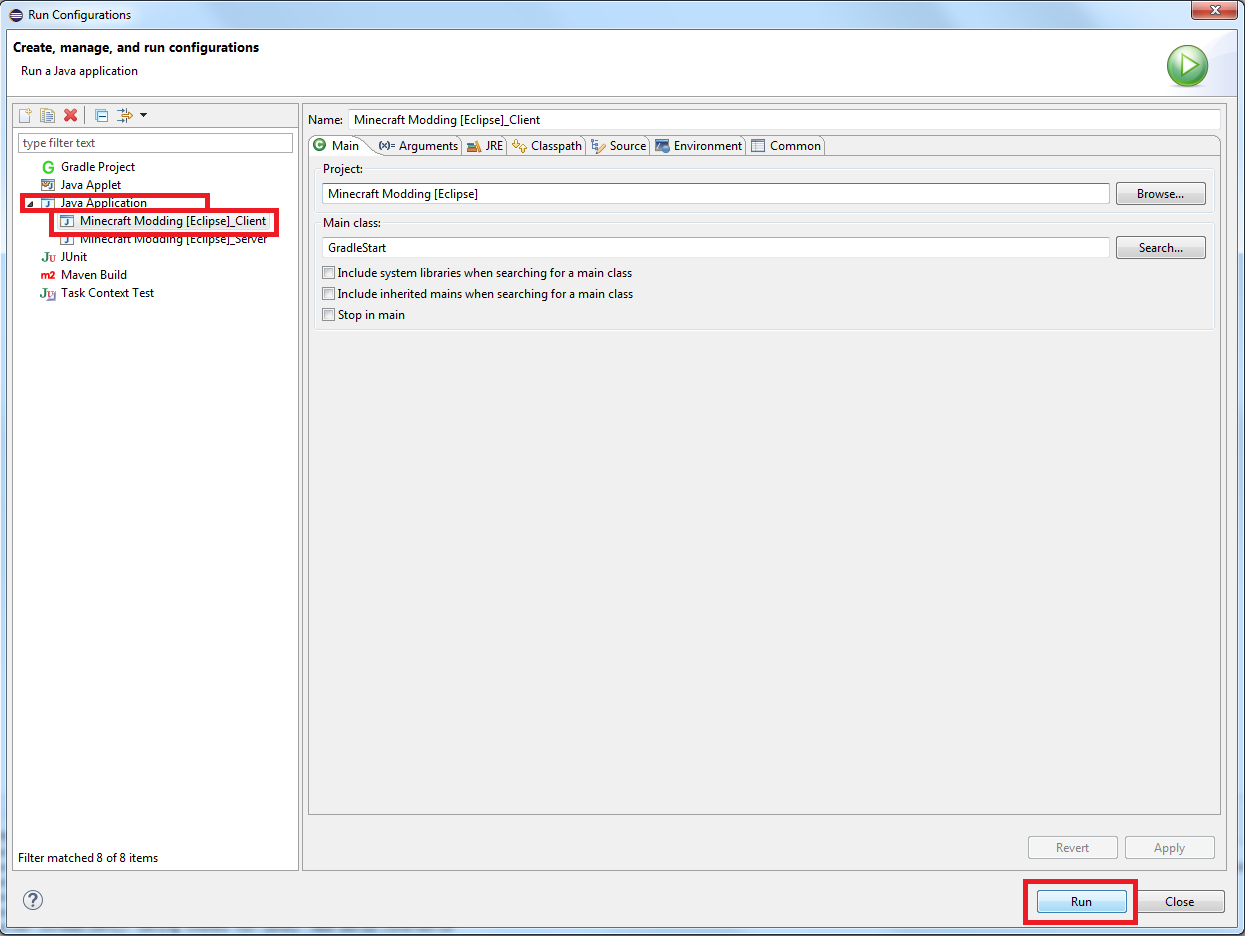 Run Configurations
Create, manage, and run configurations
Run a Java application
type filter text
Gradle Project
Java Applet
Java Application
Minecraft Modding [Eclipse]_Client
Minecraft Modding [Eclipse]_Server
JUnit
Maven Build
Task Context Test
Filter matched 8 of 8 items
Name: Minecraft Modding [Eclipse]_Client
Main (x)= Arguments JRE Classpath Source Environment Common
Project:
Minecraft Modding [Eclipse] Browse...
Main class:
GradleStart Search...
Include system libraries when searching for a main class
Include inherited mains when searching for a main class
Stop in main
Revert Apply
Run Close